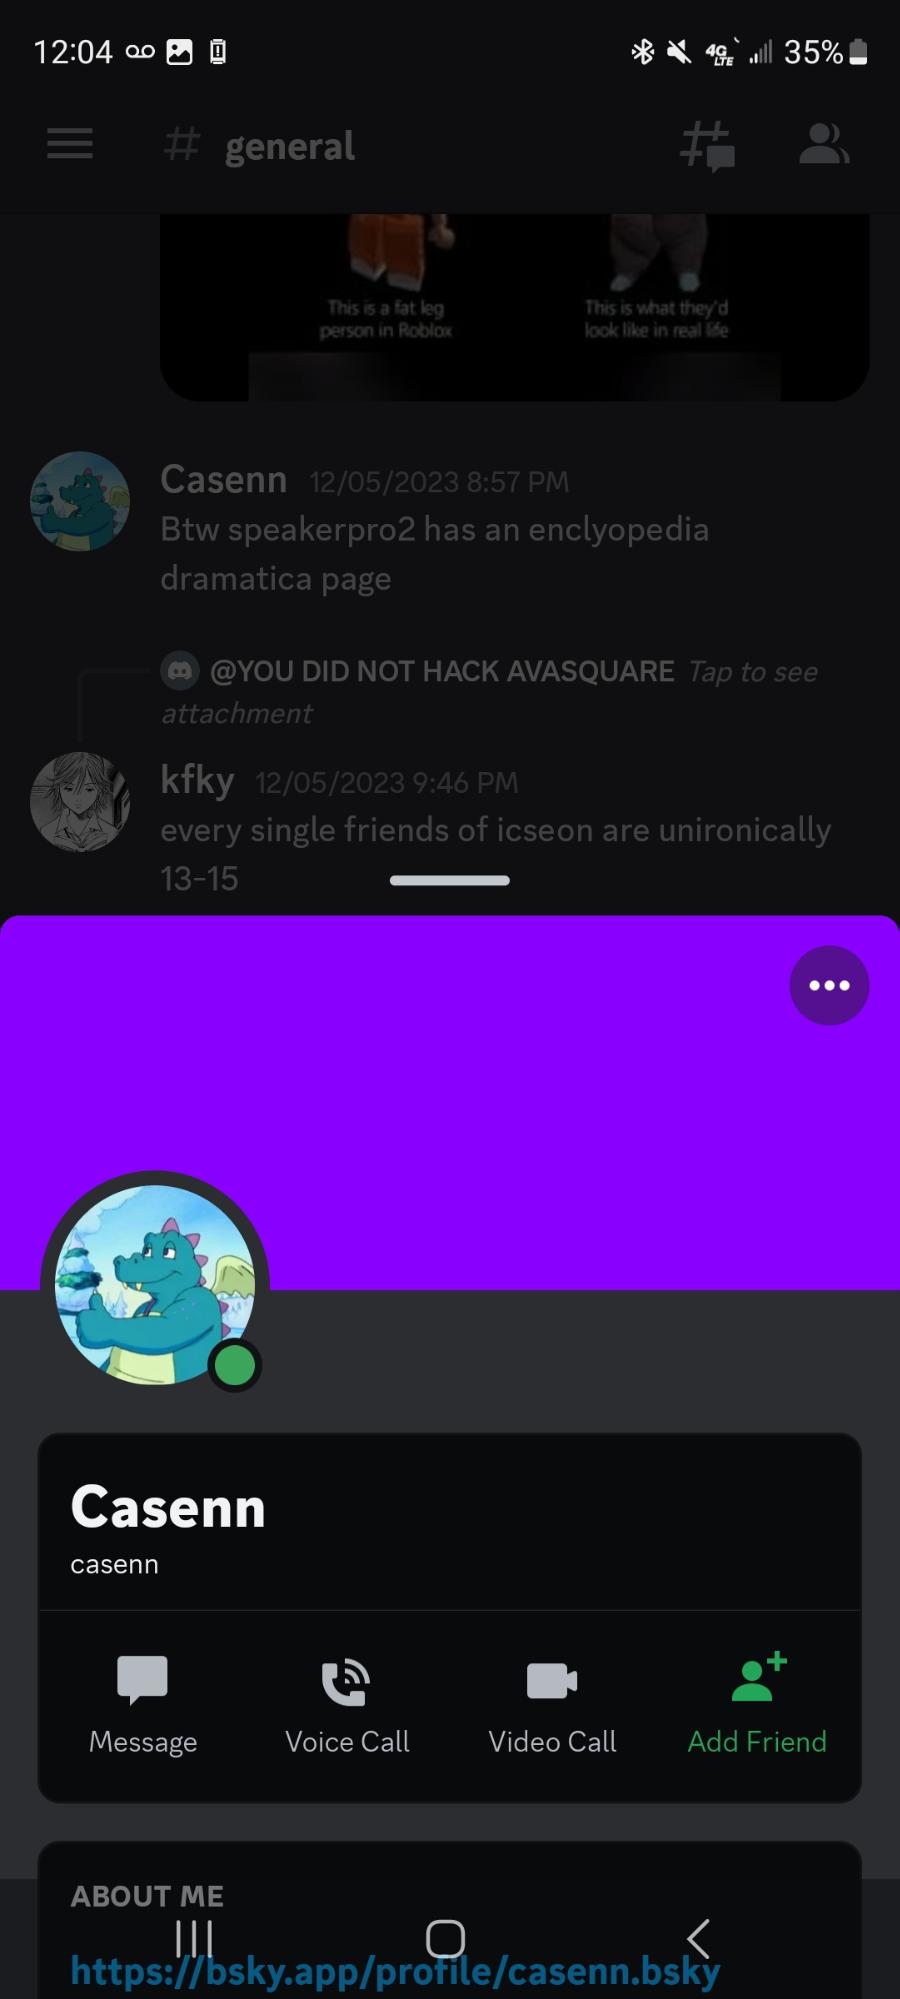 12:04
4G
LTE
35%
# general
This is a fat leg
person in Roblox
This is what they'd
look like in real life
Casenn 12/05/2023 8:57 PM
Btw speakerpro2 has an enclyopedia
dramatica page
@YOU DID NOT HACK AVASQUARE Tap to see
attachment
kfky 12/05/2023 9:46 PM
every single friends of icseon are unironically
13-15
Casenn
casenn
Message
Voice Call
Video Call
Add Friend
ABOUT ME
https://bsky.app/profile/casenn.bsky